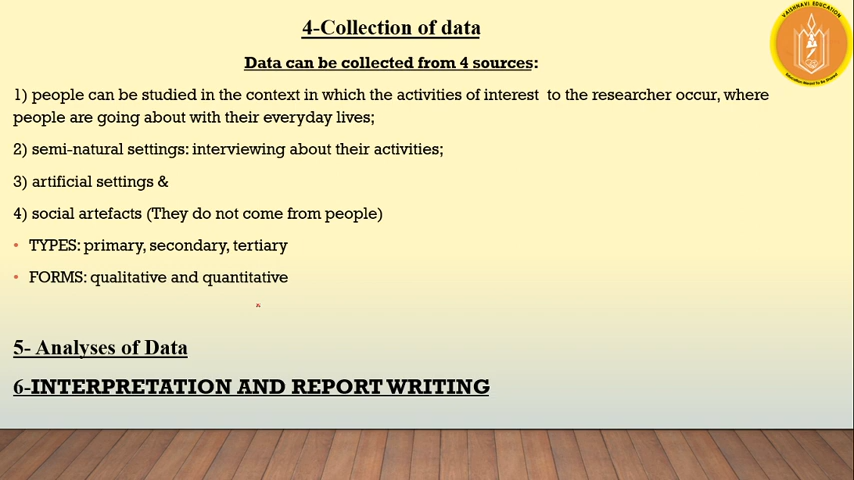 4-Collection of data
VAISHNAVI EDUCATION
Data can be collected from 4 sources:
1) people can be studied in the context in which the activities of interest to the researcher occur, where
people are going about with their everyday lives;
2) semi-natural settings: interviewing about their activities;
3) artificial settings &
4) social artefacts (They do not come from people)
• TYPES: primary, secondary, tertiary
• FORMS: qualitative and quantitative
5- Analyses of Data
6-INTERPRETATION AND REPORT WRITING